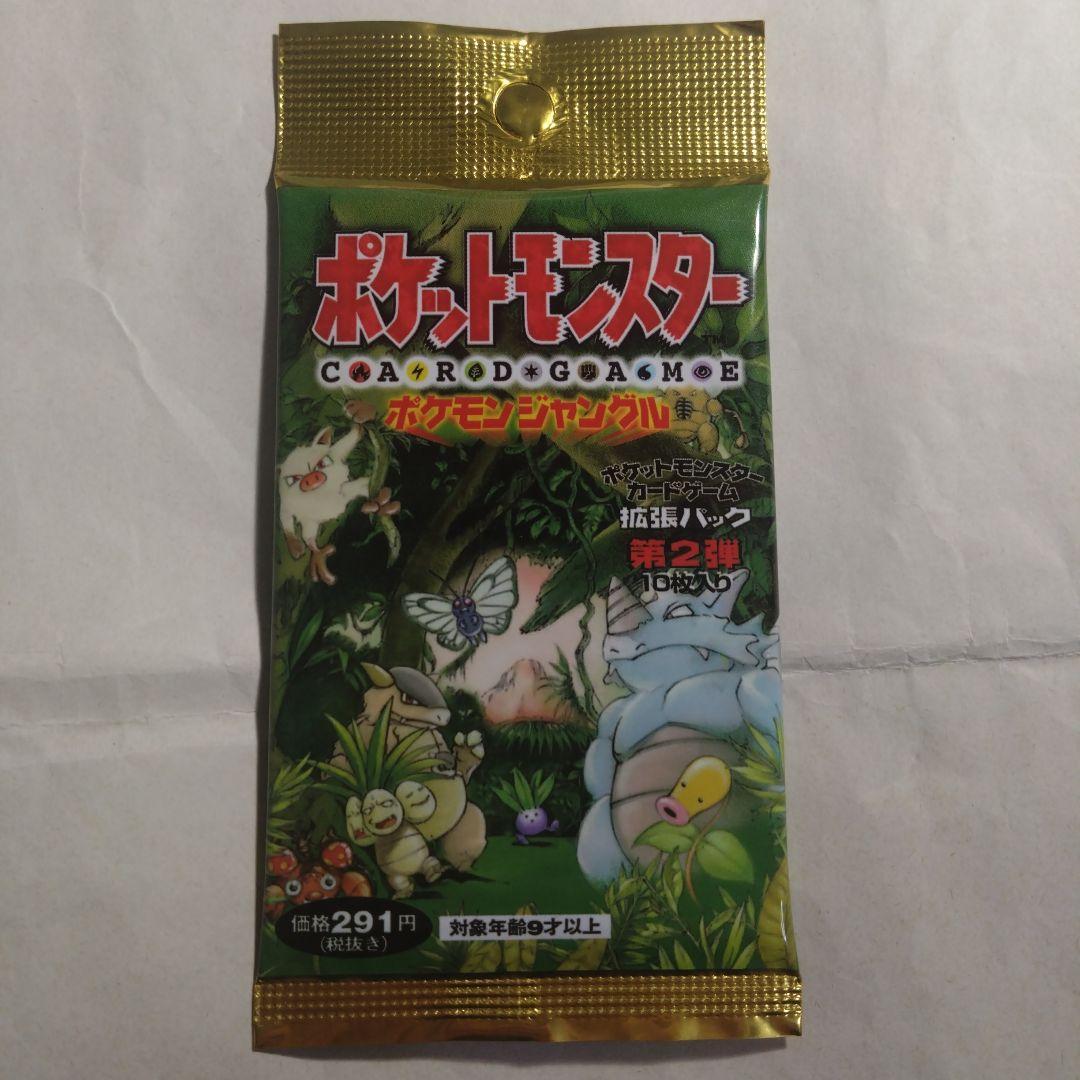 ポケットモンスター
CARDGAME
ポケモンジャングル
ポケットモンスター
カードゲーム
拡張パック
第2弾
10枚入り
価格291円
(税抜き)
対象年齢9才以上